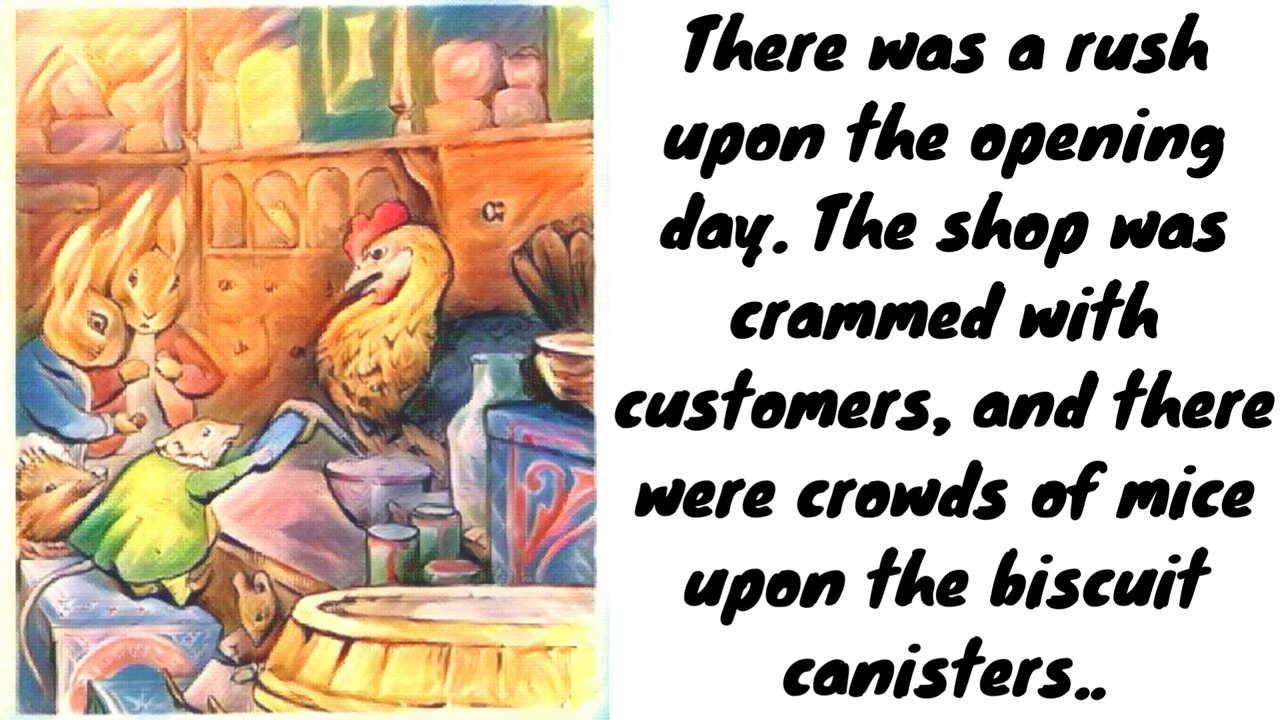 There was a rush
upon the opening
day. The shop was
crammed with
customers, and there
were crowds of mice
upon the biscuit
canisters..